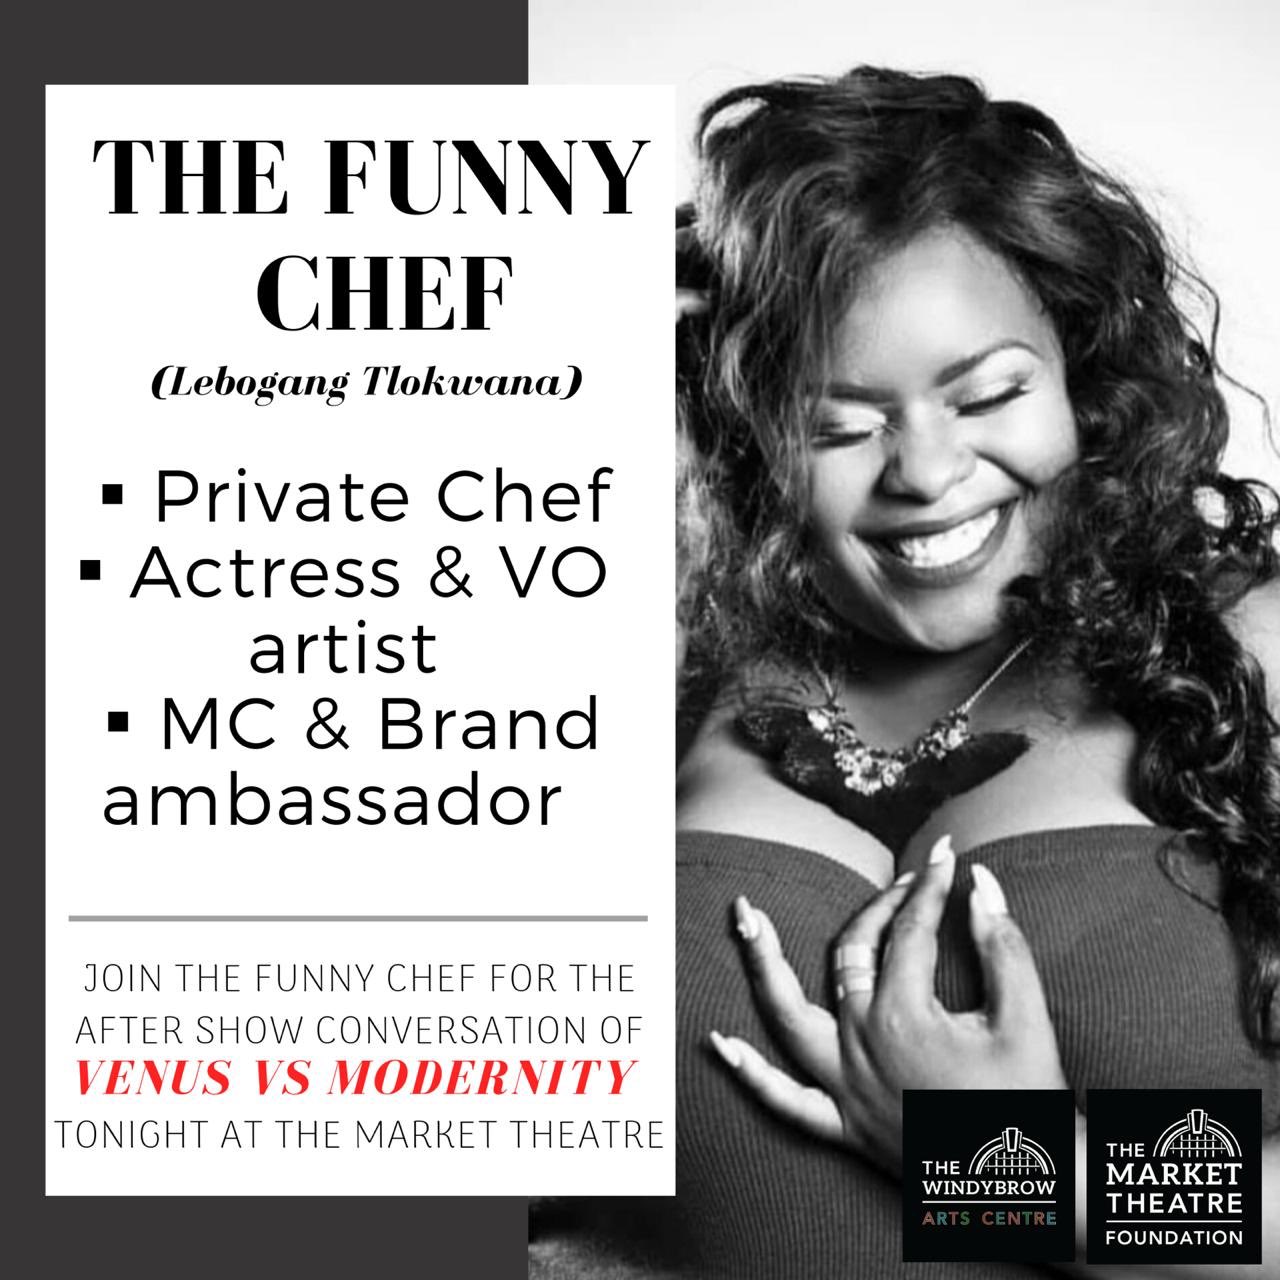 THE FUNNY
CHEF
(Lebogang Tlokwana)
▪ Private Chef
▪ Actress & VO
artist
▪ MC & Brand
ambassador
JOIN THE FUNNY CHEF FOR THE
AFTER SHOW CONVERSATION OF
VENUS VS MODERNITY
TONIGHT AT THE MARKET THEATRE
THE
WINDYBROW
ARTS CENTRE
THE
MARKET
THEATRE
FOUNDATION